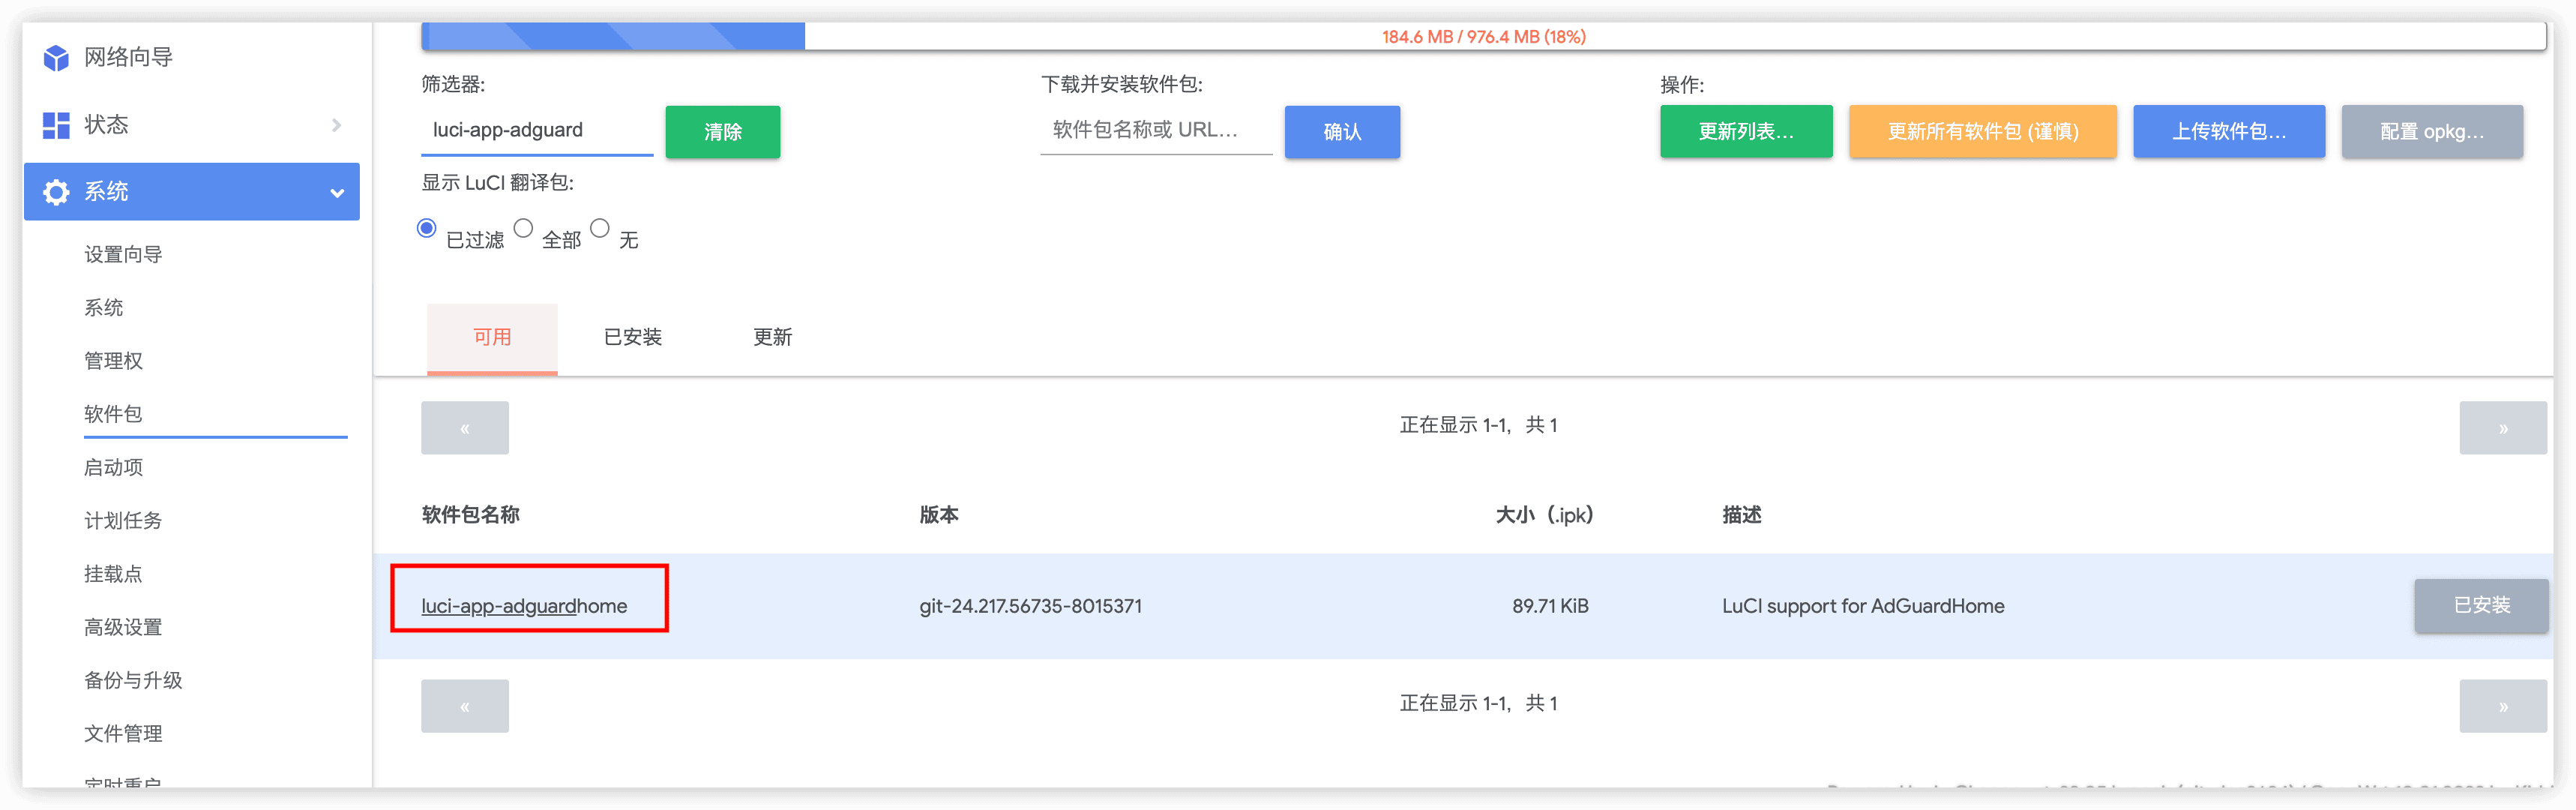 网络向导
状态
系统
设置向导
系统
管理权
软件包
启动项
计划任务
挂载点
高级设置
备份与升级
文件管理
定时重启
184.6 MB / 976.4 MB (18%)
筛选器:
luci-app-adguard
清除
下载并安装软件包:
软件包名称或 URL…
确认
操作:
更新列表…
更新所有软件包 (谨慎)
上传软件包…
配置 opkg…
显示 LuCI 翻译包:
已过滤 全部 无
可用 已安装 更新
« 正在显示 1-1, 共 1 »
软件包名称 版本 大小 (.ipk) 描述
luci-app-adguardhome git-24.217.56735-8015371 89.71 KiB LuCI support for AdGuardHome 已安装
« 正在显示 1-1, 共 1 »